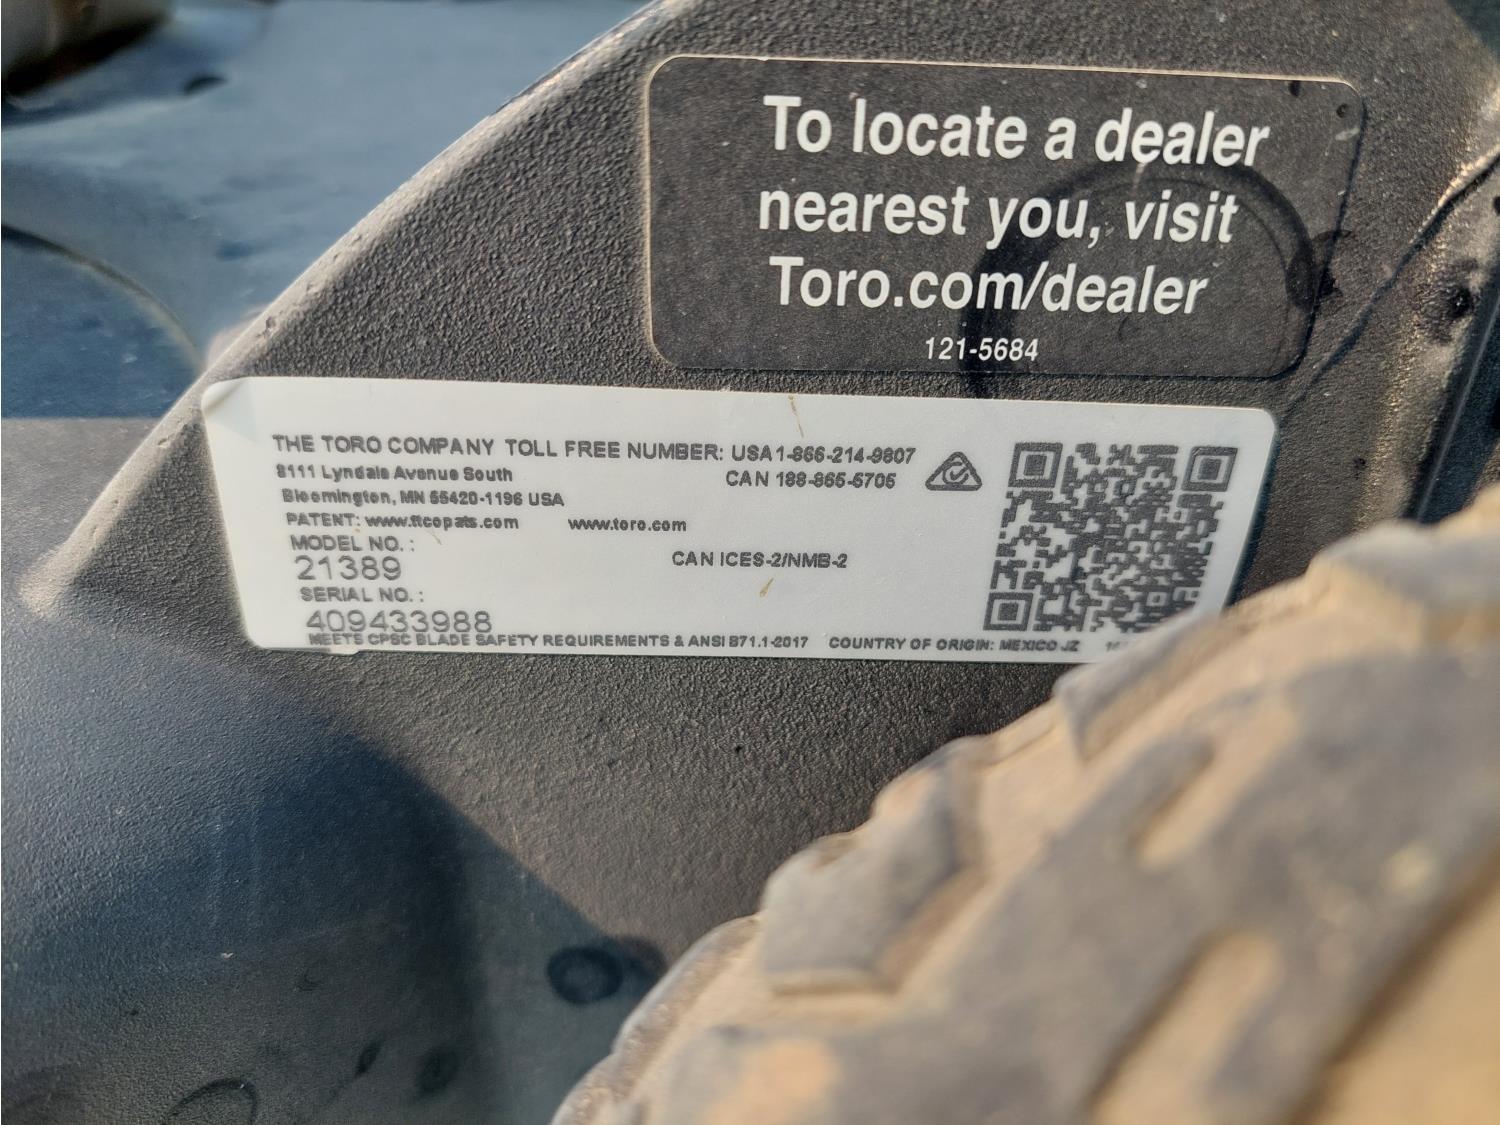 To locate a dealer
nearest you, visit
Toro.com/dealer
121-5684
THE TORO COMPANY TOLL FREE NUMBER: USA 1-866-214-9807
8111 Lyndale Avenue South CAN 188-865-5705
Bloomington, MN 55420-1196 USA
PATENT: www.ttcopats.com www.toro.com
MODEL NO. :
21389 CAN ICES-2/NMB-2
SERIAL NO. :
409433988
MEETS CPSC BLADE SAFETY REQUIREMENTS & ANSI B71.1-2017 COUNTRY OF ORIGIN: MEXICO JZ